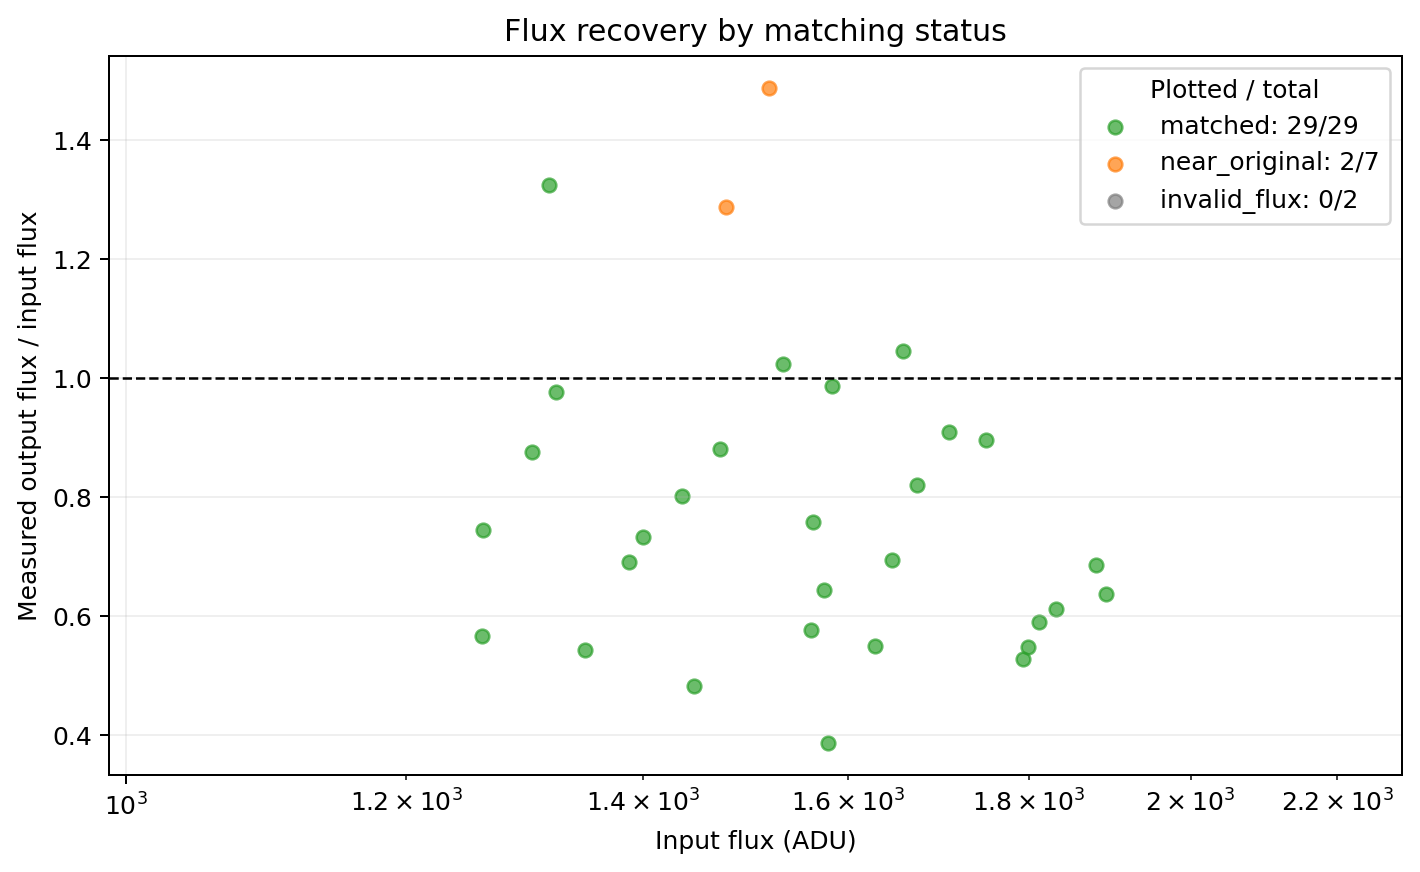 Flux recovery by matching status
Plotted / total
matched: 29/29
near_original: 2/7
invalid_flux: 0/2
Measured output flux / input flux
1.4
1.2
1.0
0.8
0.6
0.4
10³
1.2 × 10³
1.4 × 10³
1.6 × 10³
1.8 × 10³
2 × 10³
2.2 × 10³
Input flux (ADU)